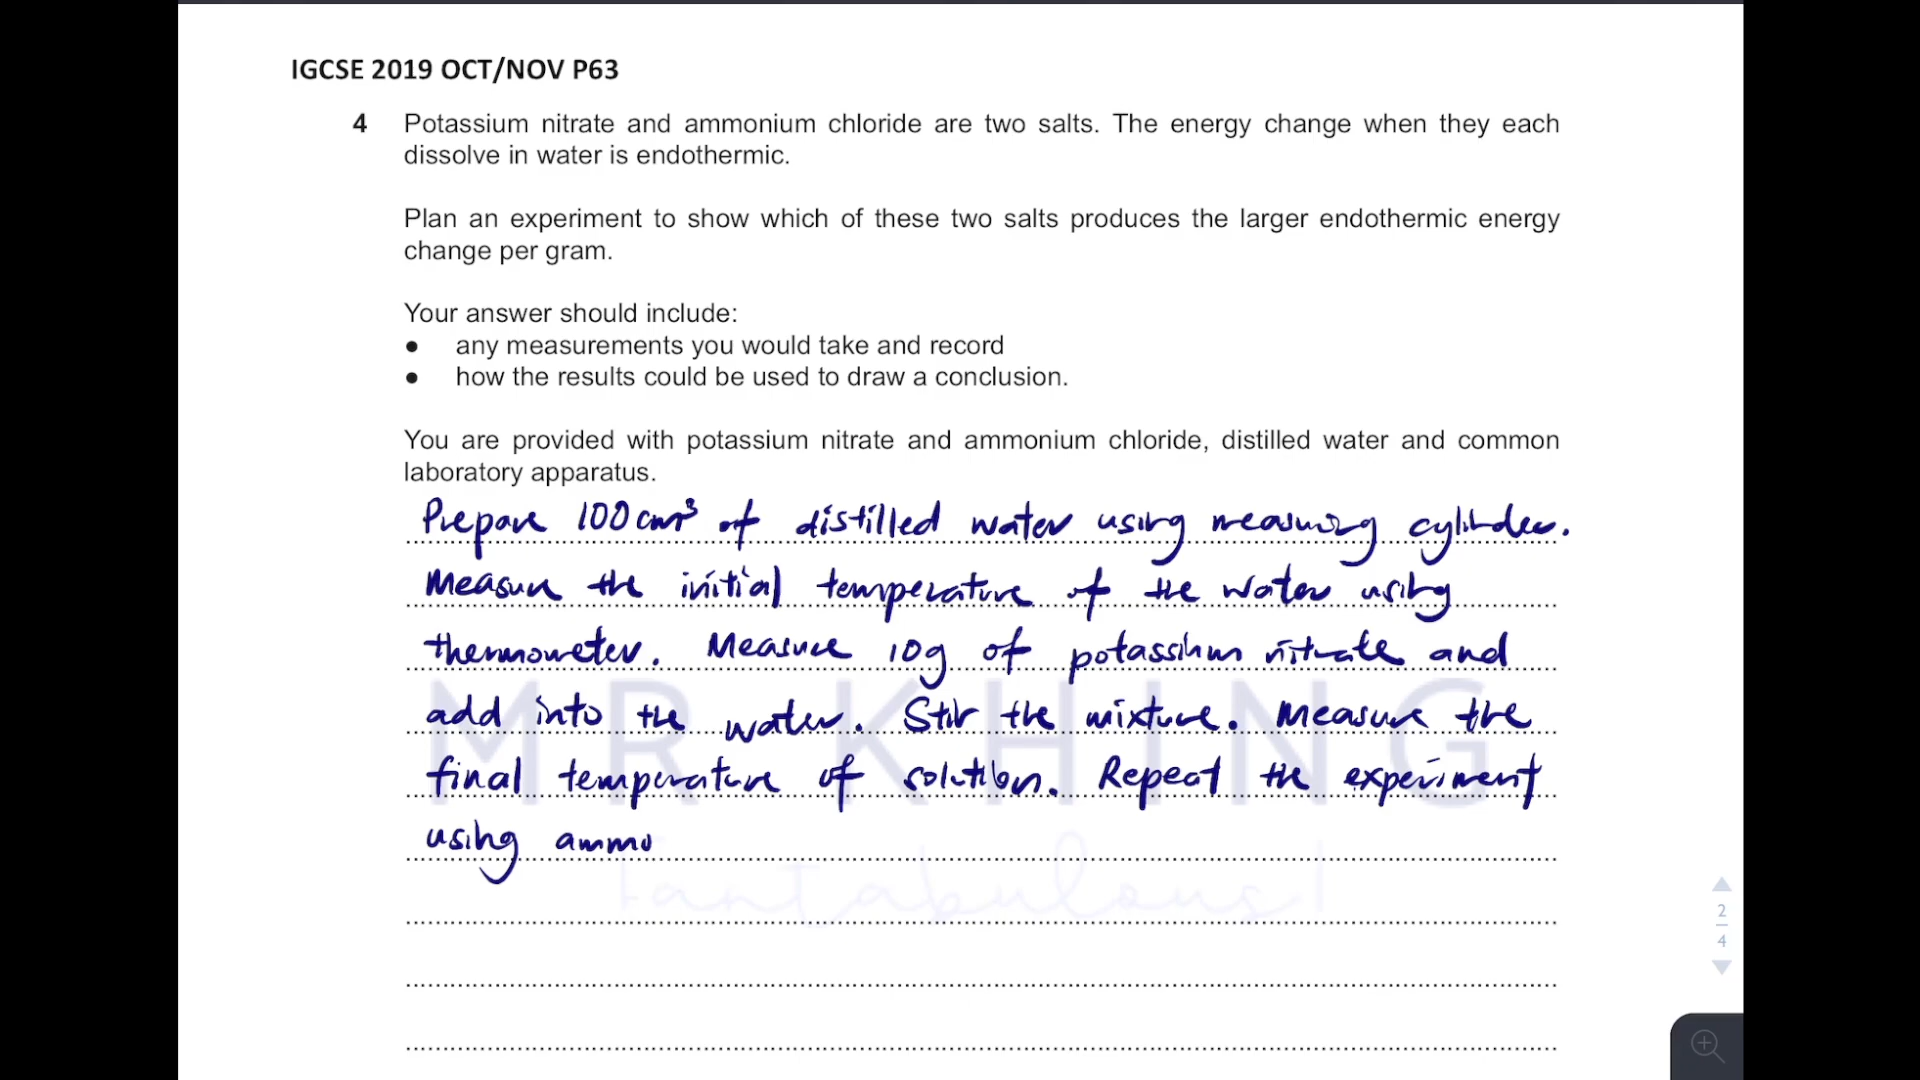 IGCSE 2019 OCT/NOV P63
4 Potassium nitrate and ammonium chloride are two salts. The energy change when they each
dissolve in water is endothermic.
Plan an experiment to show which of these two salts produces the larger endothermic energy
change per gram.
Your answer should include:
● any measurements you would take and record
● how the results could be used to draw a conclusion.
You are provided with potassium nitrate and ammonium chloride, distilled water and common
laboratory apparatus.
Prepare 100 cm³ of distilled water using measuring cylinder.
Measure the initial temperature of the water using
thermometer. Measure 10g of potassium nitrate and
add into the water. Stir the mixture. Measure the
final temperature of solution. Repeat the experiment
using ammo
MR KHING
Fantabulous!
2
4